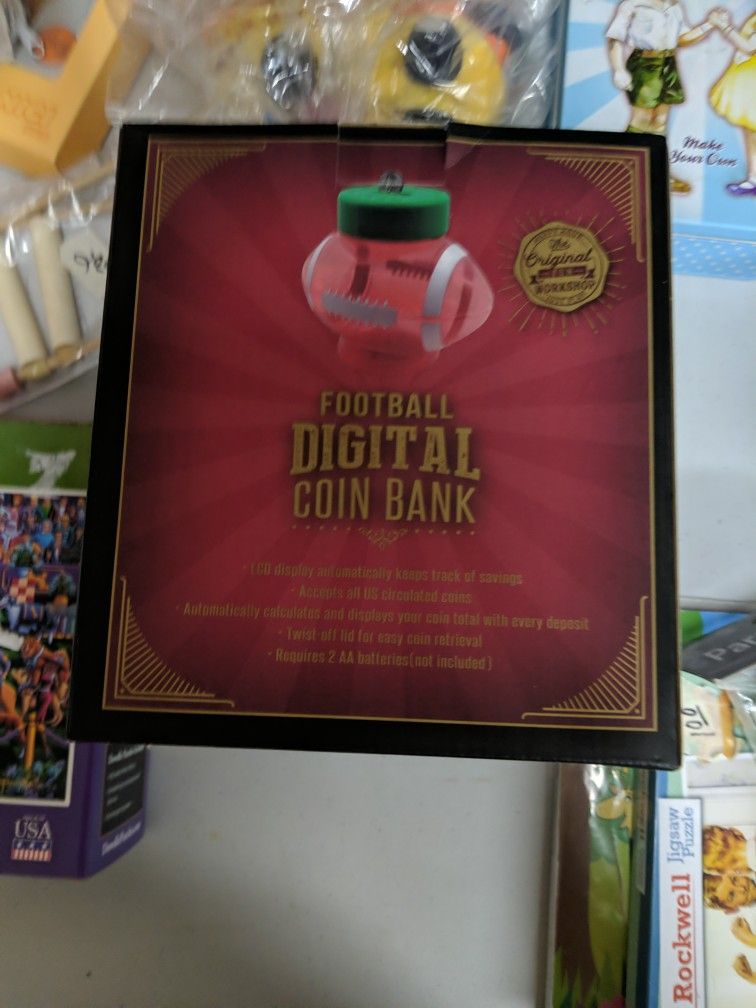 Make
Your Own
The
Original
FUN
WORKSHOP
FOOTBALL
DIGITAL
COIN BANK
· LCD display automatically keeps track of savings
· Accepts all US circulated coins
· Automatically calculates and displays your coin total with every deposit
· Twist-off lid for easy coin retrieval
· Requires 2 AA batteries(not included)
USA
Rockwell
Jigsaw
Puzzle